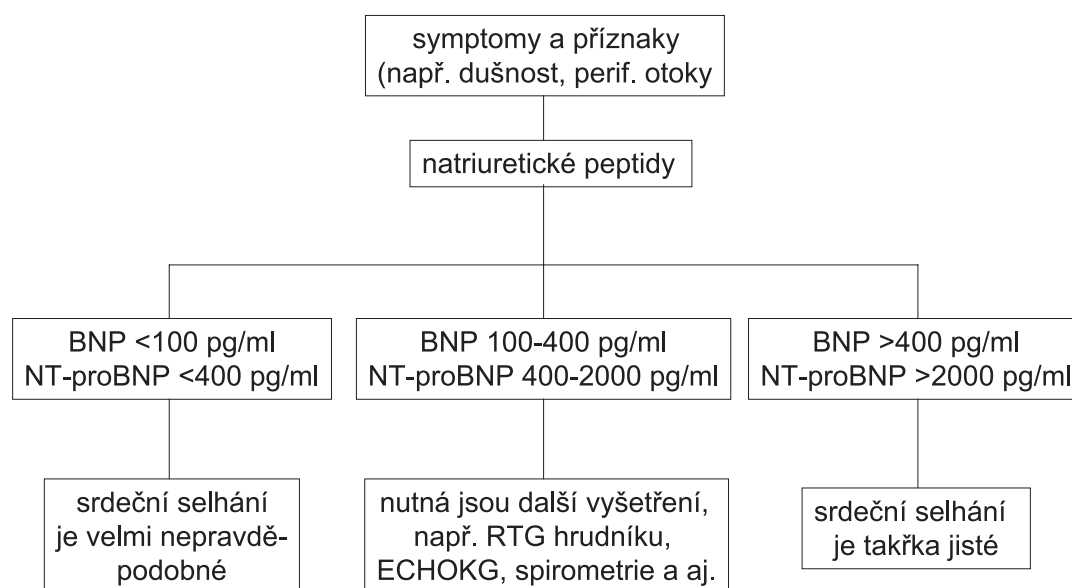 symptomy a příznaky
(např. dušnost, perif. otoky
natriuretické peptidy
BNP <100 pg/ml
NT-proBNP <400 pg/ml
BNP 100-400 pg/ml
NT-proBNP 400-2000 pg/ml
BNP >400 pg/ml
NT-proBNP >2000 pg/ml
srdeční selhání
je velmi nepravdě-
podobné
nutná jsou další vyšetření,
např. RTG hrudníku,
ECHOKG, spirometrie a aj.
srdeční selhání
je takřka jisté